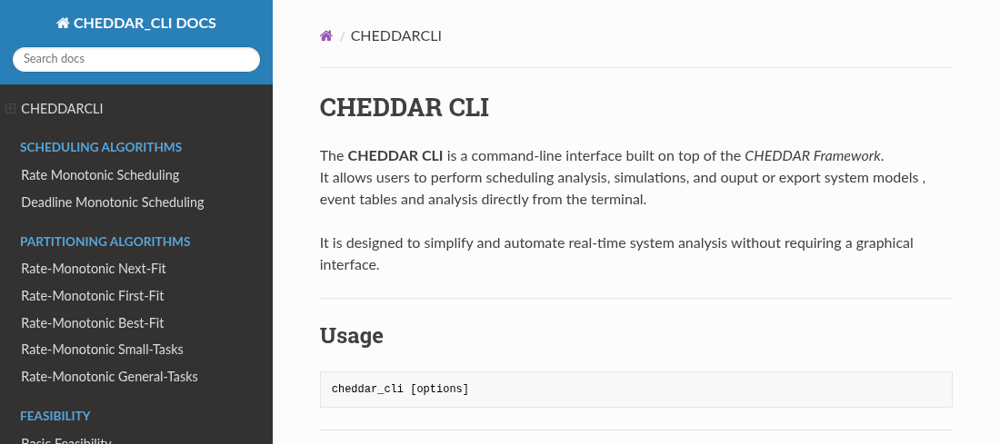 CHEDDAR_CLI DOCS
Search docs
CHEDDARCLI
SCHEDULING ALGORITHMS
Rate Monotonic Scheduling
Deadline Monotonic Scheduling
PARTITIONING ALGORITHMS
Rate-Monotonic Next-Fit
Rate-Monotonic First-Fit
Rate-Monotonic Best-Fit
Rate-Monotonic Small-Tasks
Rate-Monotonic General-Tasks
FEASIBILITY
Basic Feasibility
/ CHEDDARCLI
CHEDDAR CLI
The CHEDDAR CLI is a command-line interface built on top of the CHEDDAR Framework.
It allows users to perform scheduling analysis, simulations, and ouput or export system models ,
event tables and analysis directly from the terminal.
It is designed to simplify and automate real-time system analysis without requiring a graphical
interface.
Usage
cheddar_cli [options]